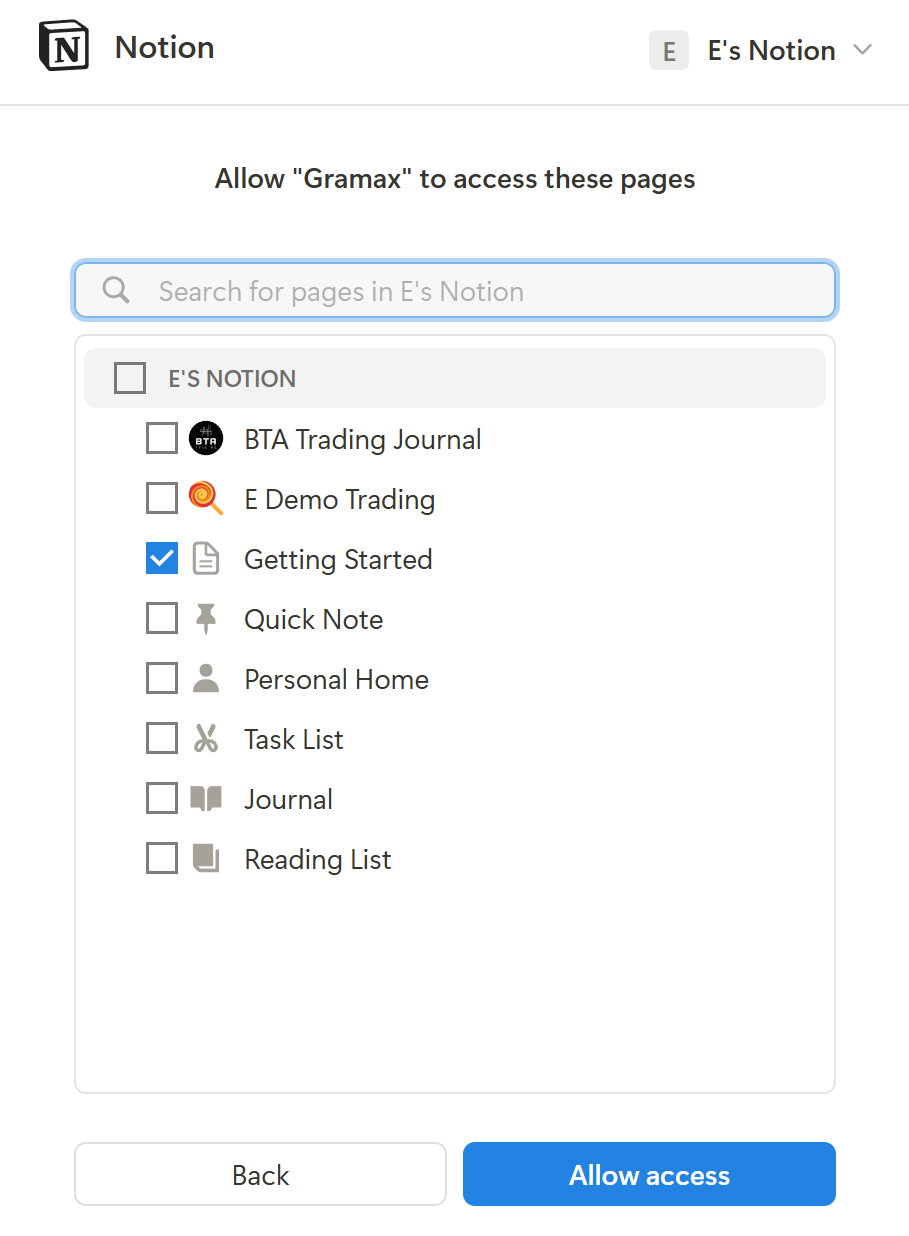 Notion
E
E's Notion
Allow "Gramax" to access these pages
Search for pages in E's Notion
E'S NOTION
BTA
BTA Trading Journal
E Demo Trading
Getting Started
Quick Note
Personal Home
Task List
Journal
Reading List
Back
Allow access